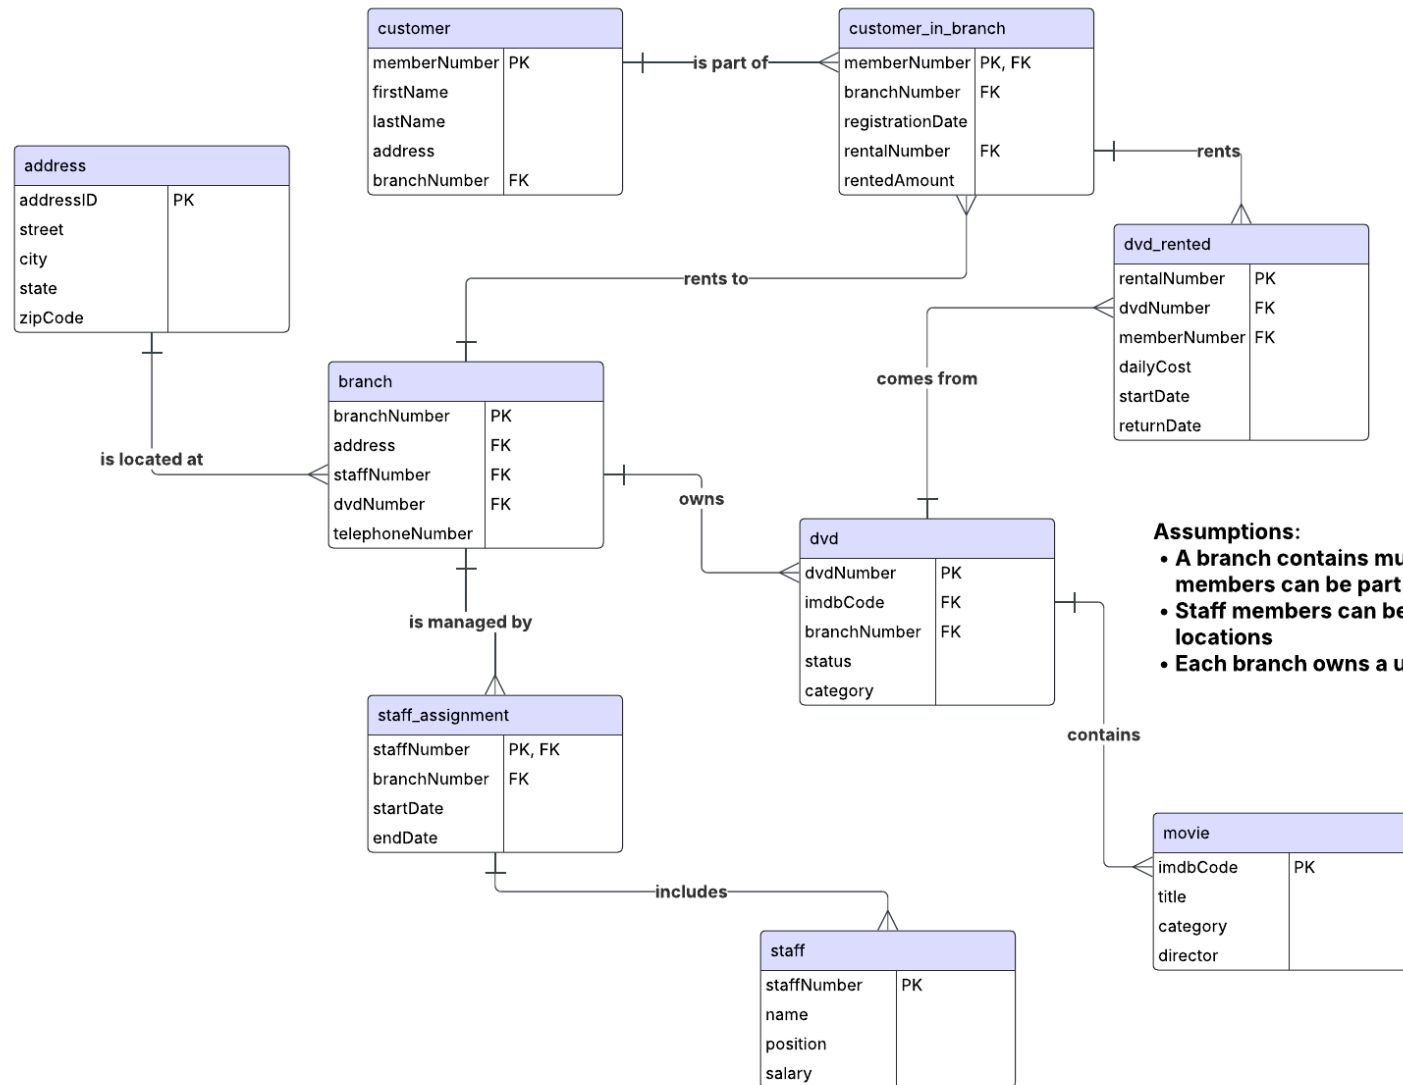 customer
memberNumber PK
firstName
lastName
address
branchNumber FK
is part of
customer_in_branch
memberNumber PK, FK
branchNumber FK
registrationDate
rentalNumber FK
rentedAmount
rents
address
addressID PK
street
city
state
zipCode
dvd_rented
rentalNumber PK
dvdNumber FK
memberNumber FK
dailyCost
startDate
returnDate
rents to
comes from
is located at
branch
branchNumber PK
address FK
staffNumber FK
dvdNumber FK
telephoneNumber
owns
dvd
dvdNumber PK
imdbCode FK
branchNumber FK
status
category
Assumptions:
• A branch contains
members can be part
• Staff members can
locations
• Each branch owns a
is managed by
staff_assignment
staffNumber PK, FK
branchNumber FK
startDate
endDate
contains
movie
imdbCode PK
title
category
director
includes
staff
staffNumber PK
name
position
salary